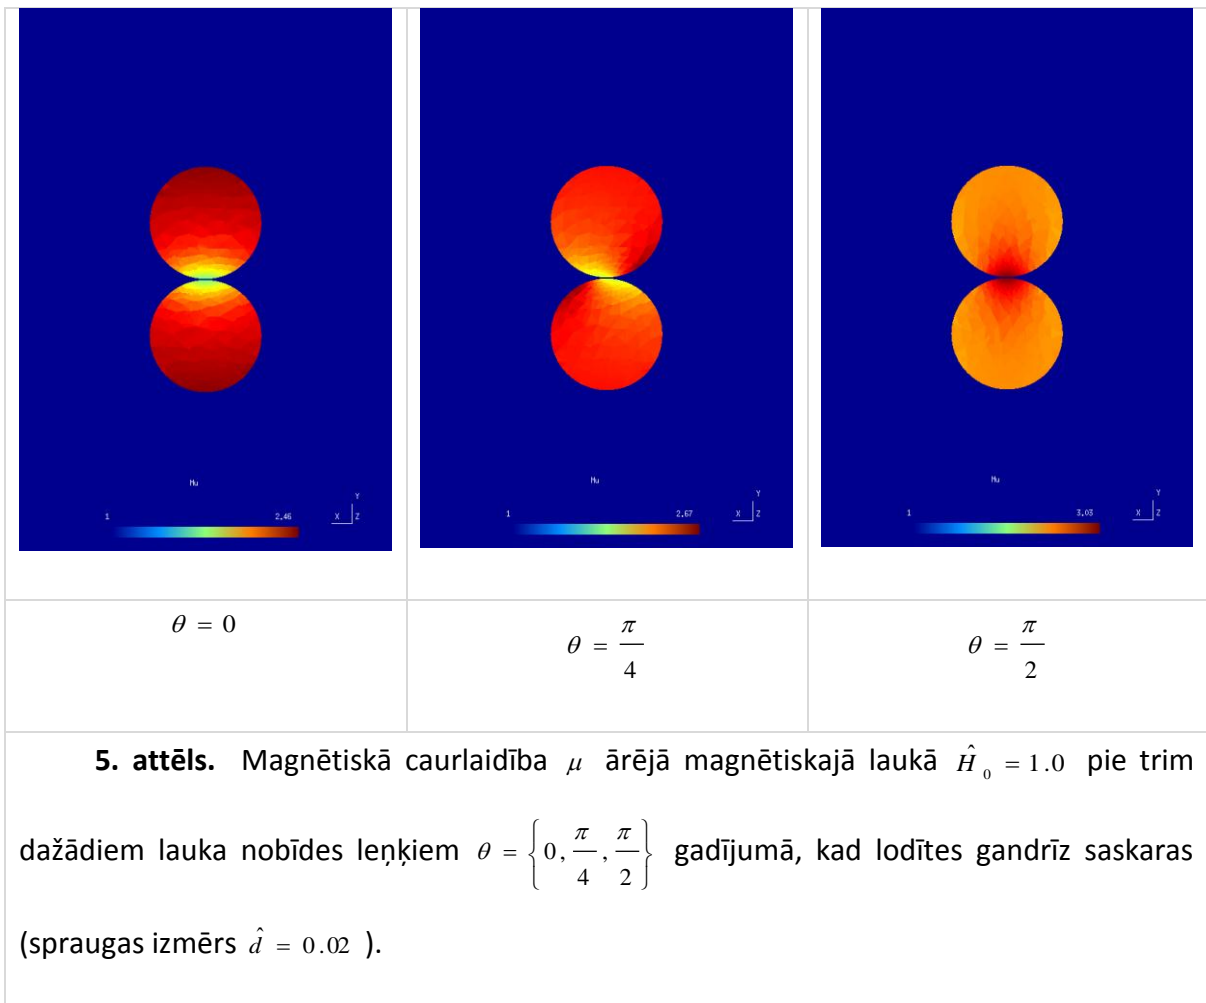 Mu
1 2.46
Y
X Z
Mu
1 2.67
Y
X Z
Mu
1 3.03
Y
X Z
θ = 0
θ = π/4
θ = π/2
5. attēls. Magnētiskā caurlaidība μ ārējā magnētiskajā laukā Ĥ₀ = 1.0 pie trim
dažādiem lauka nobīdes leņķiem θ = {0, π/4, π/2} gadījumā, kad lodītes gandrīz saskaras
(spraugas izmērs d̂ = 0.02 ).